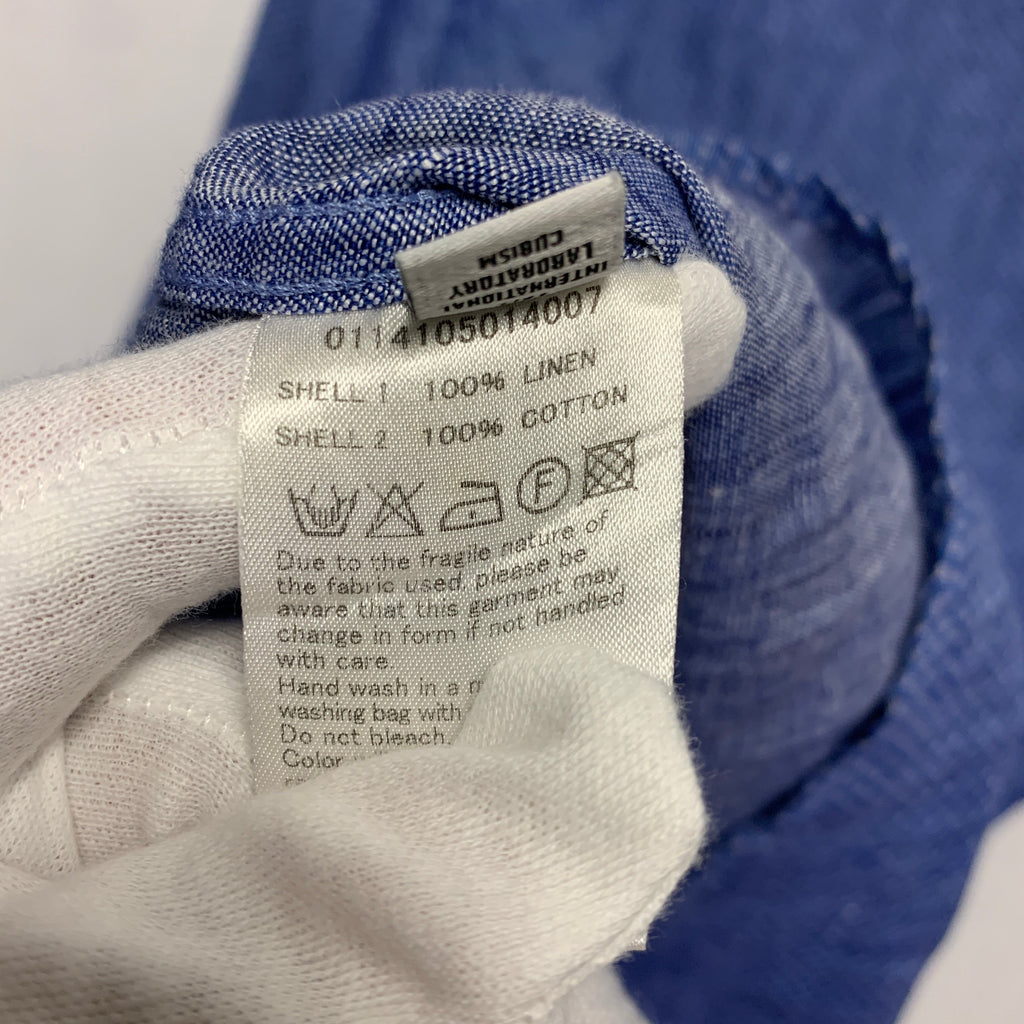 INTERNATIONAL
LABORATORY
CUBISM
0114105014007
SHELL 1 100% LINEN
SHELL 2 100% COTTON
F
Due to the fragile nature of
the fabric used, please be
aware that this garment may
change in form if not handled
with care.
Hand wash in a
washing bag with
Do not bleach.
Color